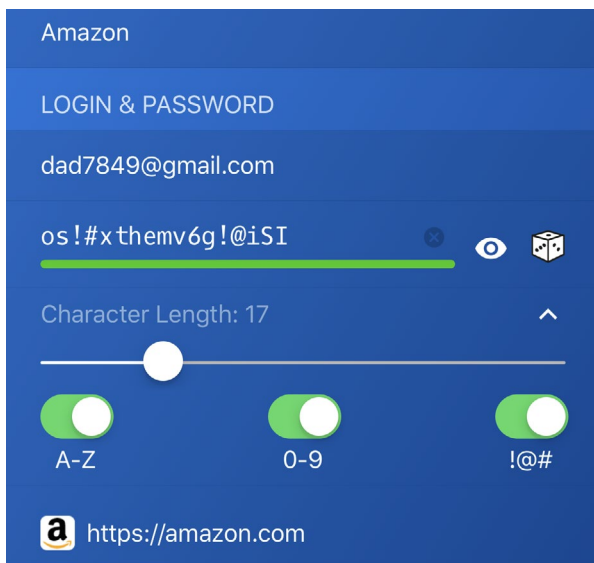 Amazon
LOGIN & PASSWORD
dad7849@gmail.com
os!#xthemv6g!@iSI
Character Length: 17
A-Z 0-9 !@#
a https://amazon.com